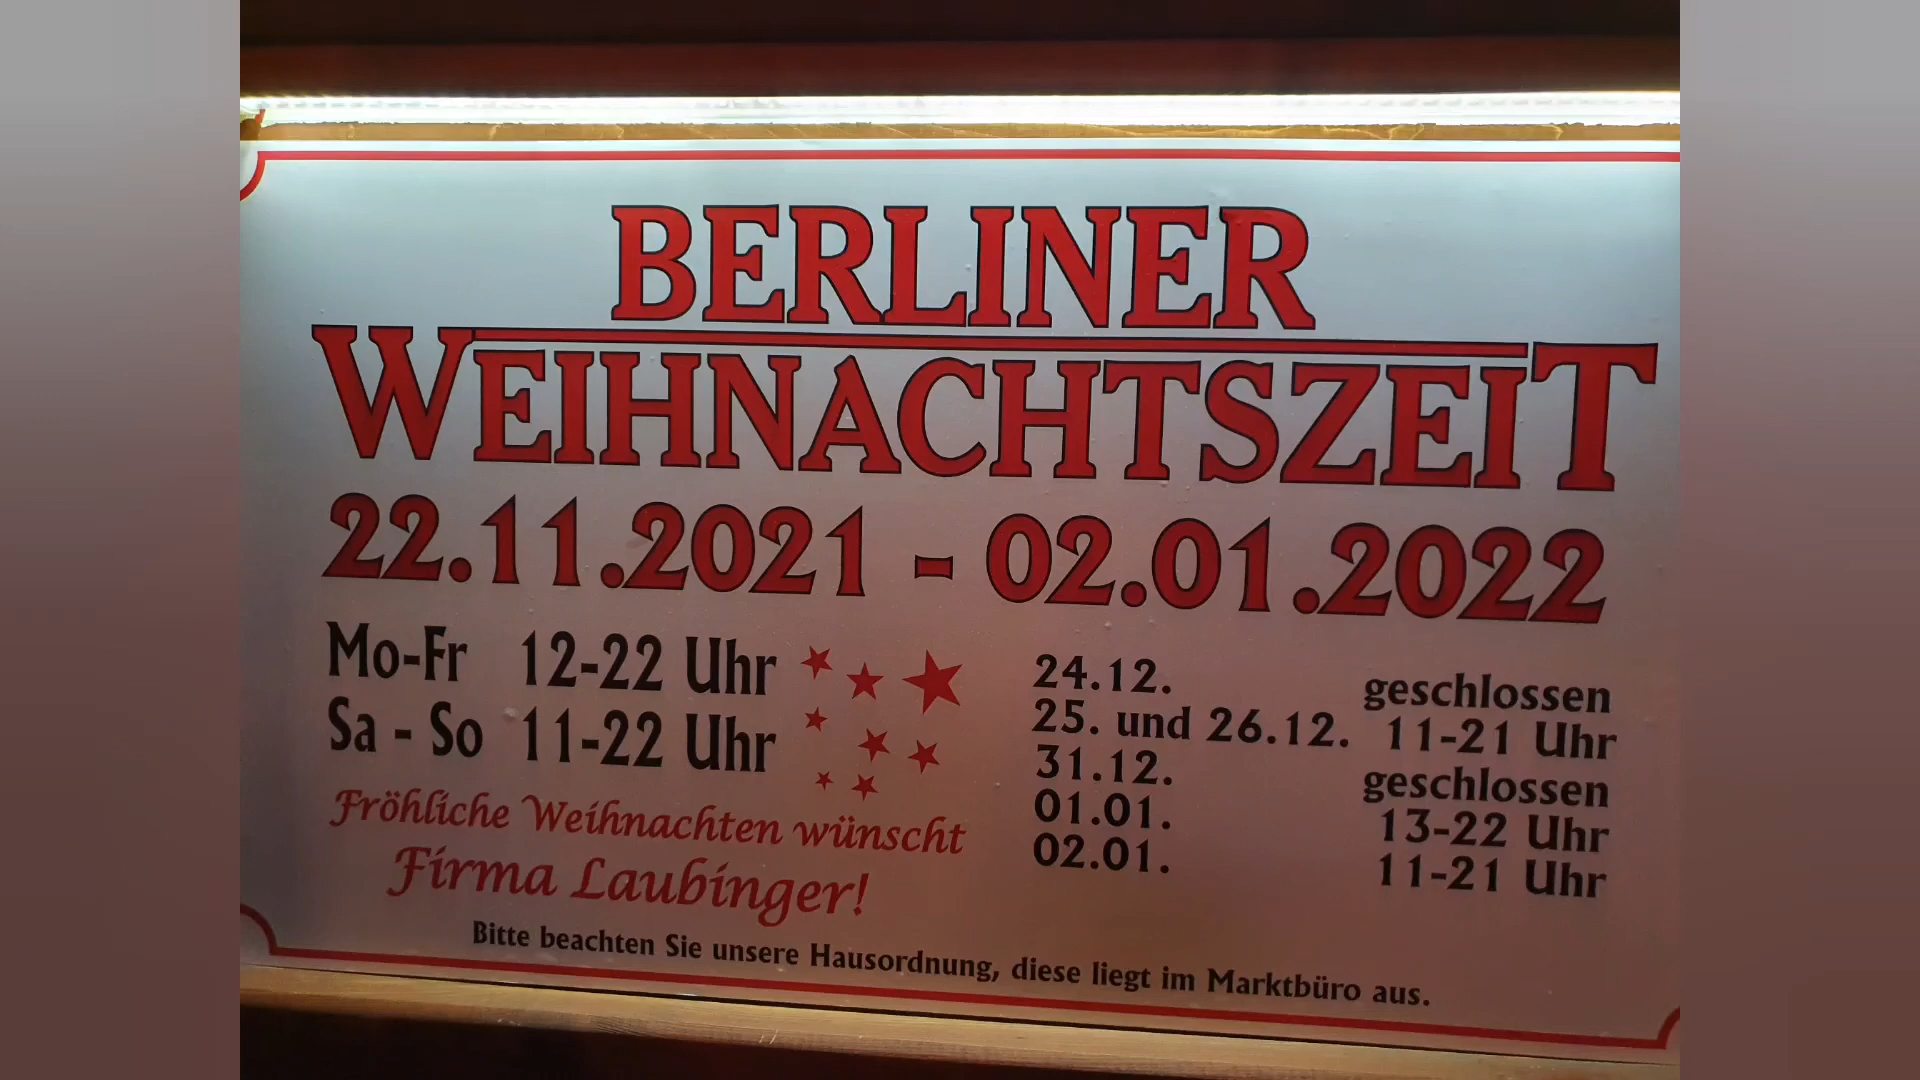 BERLINER
WEIHNACHTSZEIT
22.11.2021 - 02.01.2022
Mo-Fr 12-22 Uhr
Sa - So 11-22 Uhr
Fröhliche Weihnachten wünscht
Firma Laubinger!
24.12. geschlossen
25. und 26.12. 11-21 Uhr
31.12. geschlossen
01.01. 13-22 Uhr
02.01. 11-21 Uhr
Bitte beachten Sie unsere Hausordnung, diese liegt im Marktbüro aus.